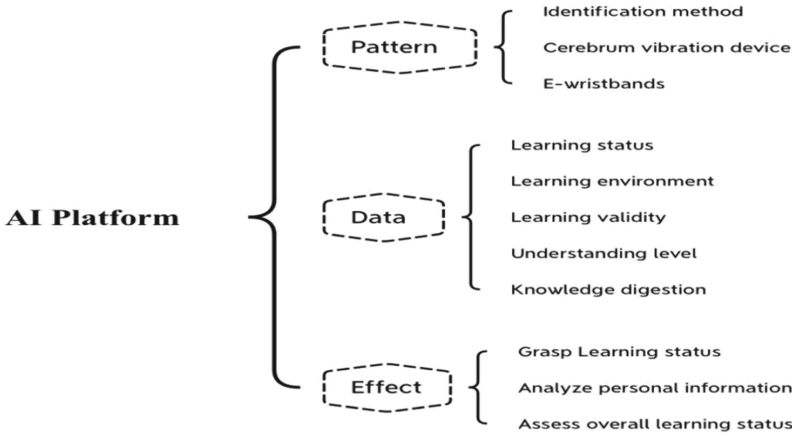 AI Platform
Pattern
Identification method
Cerebrum vibration device
E-wristbands
Data
Learning status
Learning environment
Learning validity
Understanding level
Knowledge digestion
Effect
Grasp Learning status
Analyze personal information
Assess overall learning status